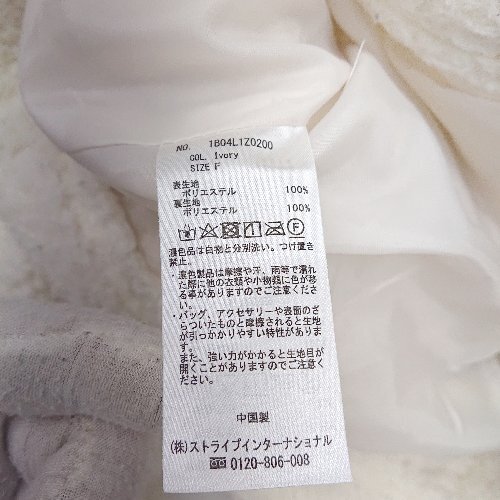 NO. 1804L1Z0200
COL. Ivory
SIZE F
表生地
ポリエステル 100%
裏生地
ポリエステル 100%
濃色品は白物と分別洗い。つけ置き
禁止。
・濃色製品は摩擦や汗、雨等で濡れ
た際に他の衣類や小物類に色が移
る事がありますのでご注意くださ
い。
・バッグ、アクセサリーや表面のざ
らついたものと摩擦されると生地
が引っかかりやすい特性がありま
す。
また、強い力がかかると生地目が
開くことがありますのでご注意く
ださい。
中国製
(株)ストライプインターナショナル
0120-806-008